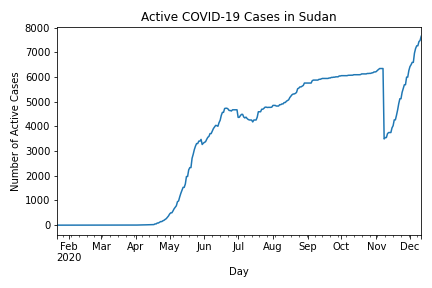 Active COVID-19 Cases in Sudan
Number of Active Cases
8000
7000
6000
5000
4000
3000
2000
1000
0
Feb Mar Apr May Jun Jul Aug Sep Oct Nov Dec
2020
Day